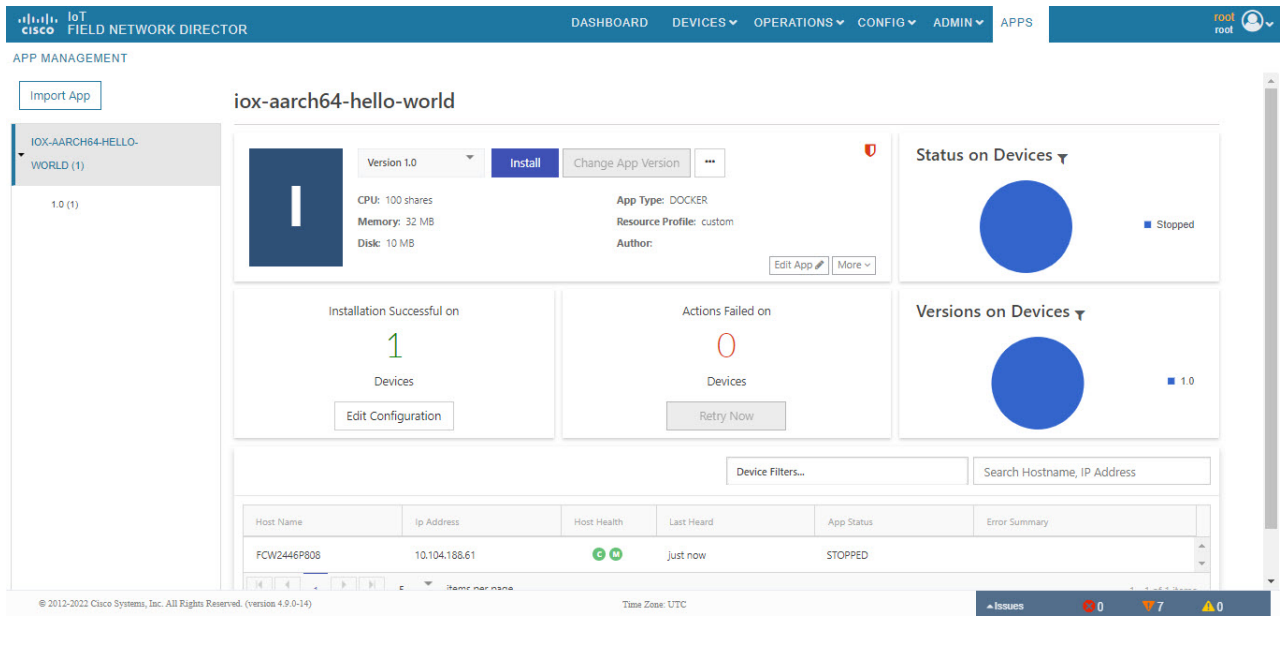 cisco
IoT
FIELD NETWORK DIRECTOR
DASHBOARD DEVICES OPERATIONS CONFIG ADMIN APPS
root
root
APP MANAGEMENT
Import App
IOX-AARCH64-HELLO-
WORLD (1)
1.0 (1)
iox-aarch64-hello-world
I
Version 1.0 Install Change App Version ...
CPU: 100 shares App Type: DOCKER
Memory: 32 MB Resource Profile: custom
Disk: 10 MB Author:
Edit App More
Status on Devices
Stopped
Installation Successful on
1
Devices
Edit Configuration
Actions Failed on
0
Devices
Retry Now
Versions on Devices
1.0
Device Filters... Search Hostname, IP Address
Host Name Ip Address Host Health Last Heard App Status Error Summary
FCW2446P808 10.104.188.61 C M just now STOPPED
1 5 items per page 1 - 1 of 1 items
© 2012-2022 Cisco Systems, Inc. All Rights Reserved. (version 4.9.0-14) Time Zone: UTC Issues 0 7 0